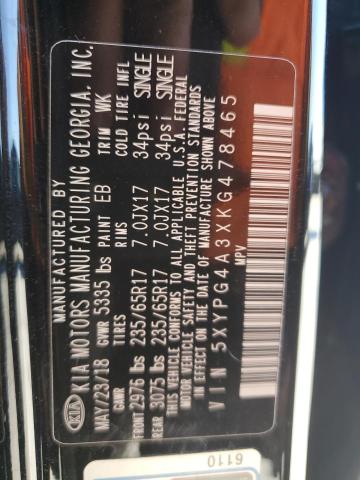 MANUFACTURED BY
KIA KIA MOTORS MANUFACTURING GEORGIA, INC.
MAY/23/18 GVWR 5335 lbs PAINT EB TRIM WK
GAWR TIRES RIMS COLD TIRE INFL
FRONT 2976 lbs 235/65R17 7.0JX17 34psi SINGLE
REAR 3075 lbs 235/65R17 7.0JX17 34psi SINGLE
THIS VEHICLE CONFORMS TO ALL APPLICABLE U.S.A. FEDERAL
MOTOR VEHICLE SAFETY AND THEFT PREVENTION STANDARDS
IN EFFECT ON THE DATE OF MANUFACTURE SHOWN ABOVE
VIN 5XYPG4A3XKG478465
MPV
6110